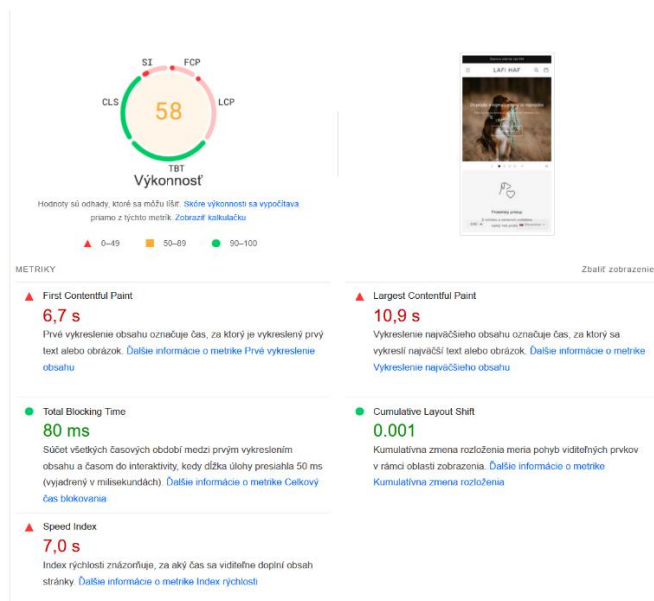 SI
FCP
CLS
LCP
58
TBT
Výkonnosť
Hodnoty sú odhady, ktoré sa môžu líšiť. Skóre výkonnosti sa vypočítava
priamo z týchto metrík. Zobraziť kalkulačku
0–49
50–89
90–100
LAFI HAF
METRIKY
Zbaliť zobrazenie
First Contentful Paint
6,7 s
Prvé vykreslenie obsahu označuje čas, za ktorý je vykreslený prvý
text alebo obrázok. Ďalšie informácie o metrike Prvé vykreslenie
obsahu
Largest Contentful Paint
10,9 s
Vykreslenie najväčšieho obsahu označuje čas, za ktorý sa
vykreslí najväčší text alebo obrázok. Ďalšie informácie o metrike
Vykreslenie najväčšieho obsahu
Total Blocking Time
80 ms
Súčet všetkých časových období medzi prvým vykreslením
obsahu a časom do interaktivity, kedy dĺžka úlohy presiahla 50 ms
(vyjadrený v milisekundách). Ďalšie informácie o metrike Celkový
čas blokovania
Cumulative Layout Shift
0.001
Kumulatívna zmena rozloženia meria pohyb viditeľných prvkov
v rámci oblasti zobrazenia. Ďalšie informácie o metrike
Kumulatívna zmena rozloženia
Speed Index
7,0 s
Index rýchlosti znázorňuje, za aký čas sa viditeľne doplní obsah
stránky. Ďalšie informácie o metrike Index rýchlosti